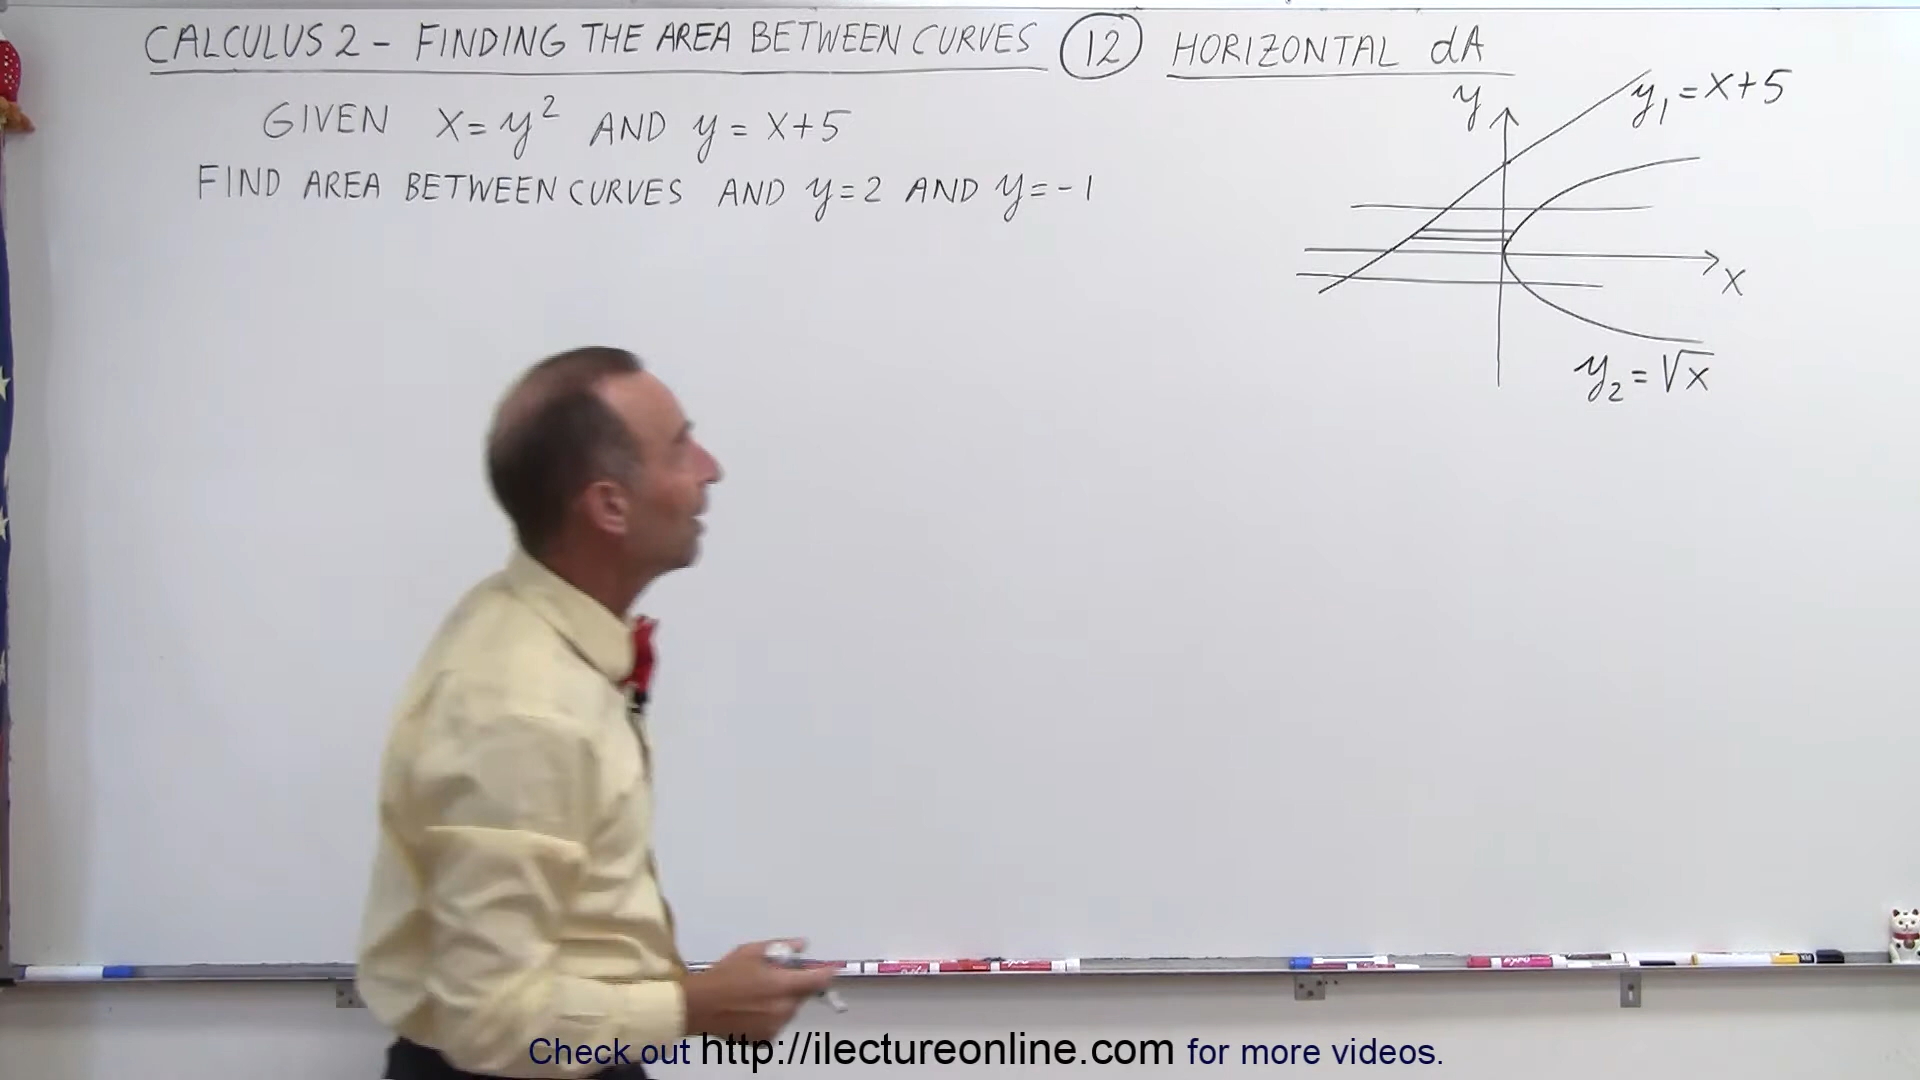 CALCULUS 2 - FINDING THE AREA BETWEEN CURVES 12 HORIZONTAL dA
GIVEN x = y² AND y = x+5
FIND AREA BETWEEN CURVES AND y=2 AND y=-1
y
y₁ = x+5
x
y₂ = √x
Check out http://ilectureonline.com for more videos.